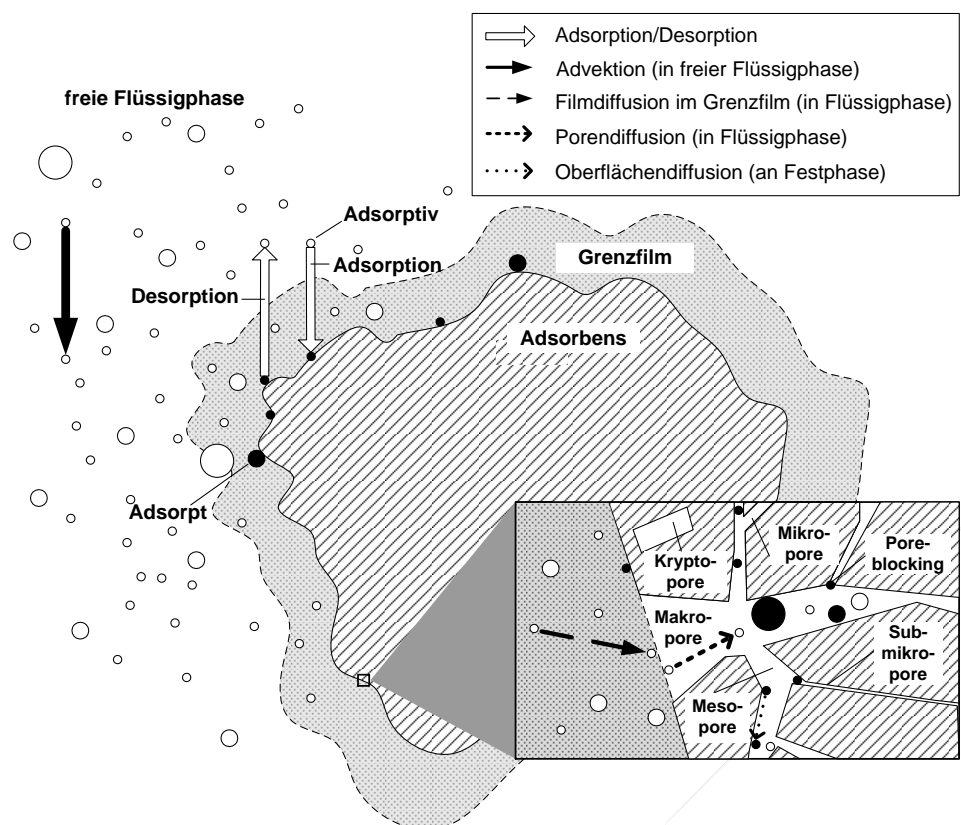 Adsorption/Desorption
Advektion (in freier Flüssigphase)
Filmdiffusion im Grenzfilm (in Flüssigphase)
Porendiffusion (in Flüssigphase)
Oberflächendiffusion (an Festphase)
freie Flüssigphase
Adsorptiv
Adsorption
Grenzfilm
Desorption
Adsorbens
Adsorpt
Krypto-
pore
Mikro-
pore
Pore-
blocking
Makro-
pore
Sub-
mikro-
pore
Meso-
pore